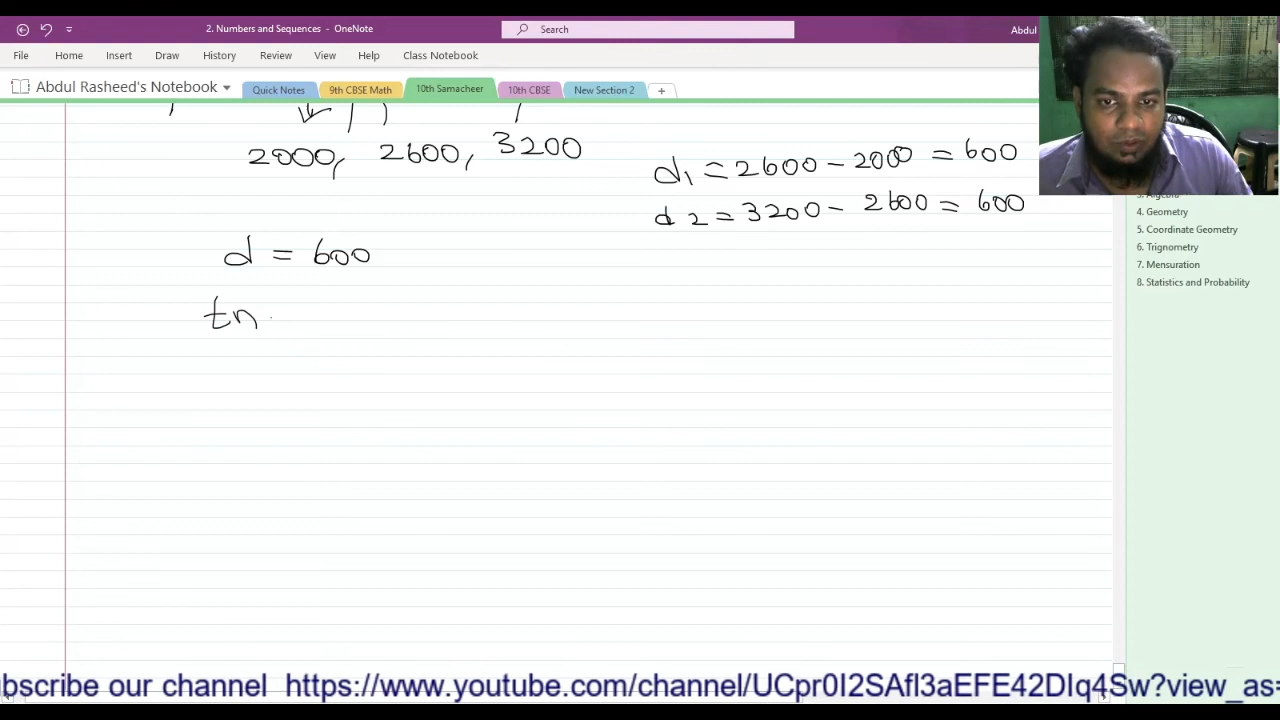 2. Numbers and Sequences - OneNote
Search
Abdul
File Home Insert Draw History Review View Help Class Notebook
Abdul Rasheed's Notebook
Quick Notes 9th CBSE Math 10th Samacheer 10th CBSE New Section 2
2000, 2600, 3200
d1 = 2600 - 2000 = 600
d2 = 3200 - 2600 = 600
d = 600
tn
3. Algebra
4. Geometry
5. Coordinate Geometry
6. Trignometry
7. Mensuration
8. Statistics and Probability
bscribe our channel https://www.youtube.com/channel/UCpr0I2SAfl3aEFE42DIq4Sw?view_as=